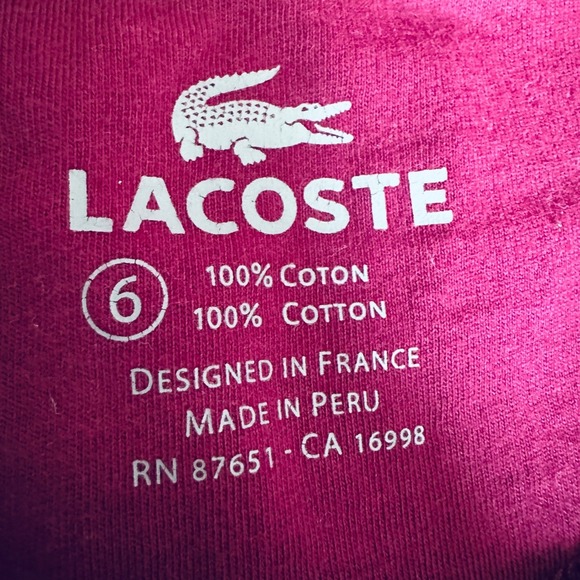 LACOSTE
6
100% COTON
100% COTTON
DESIGNED IN FRANCE
MADE IN PERU
RN 87651 - CA 16998